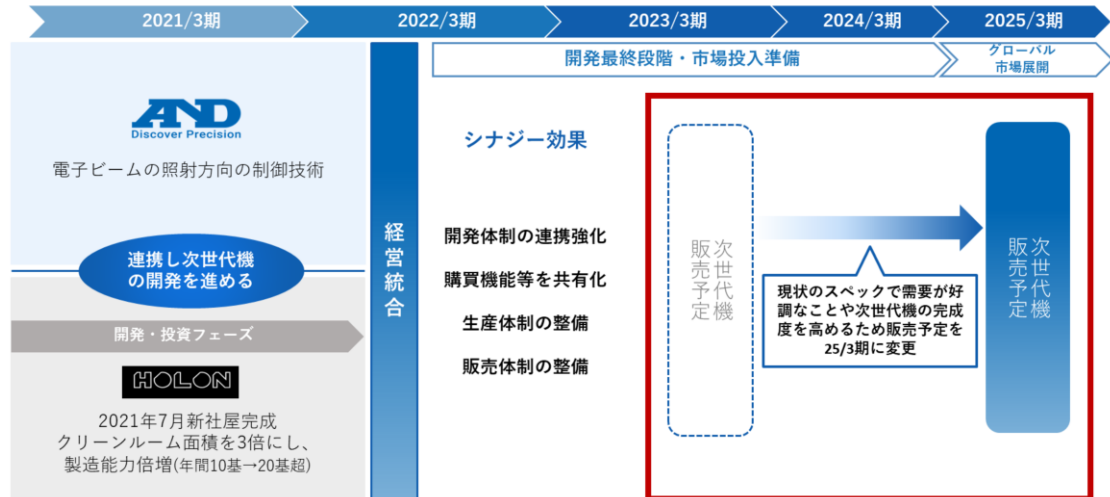 2021/3期
2022/3期
2023/3期
2024/3期
2025/3期
開発最終段階・市場投入準備
グローバル
市場展開
AND
Discover Precision
電子ビームの照射方向の制御技術
連携し次世代機
の開発を進める
開発・投資フェーズ
HOLON
2021年7月新社屋完成
クリーンルーム面積を3倍にし、
製造能力倍増(年間10基→20基超)
経営統合
シナジー効果
開発体制の連携強化
購買機能等を共有化
生産体制の整備
販売体制の整備
次世代機
販売予定
現状のスペックで需要が好
調なことや次世代機の完成
度を高めるため販売予定を
25/3期に変更
次世代機
販売予定